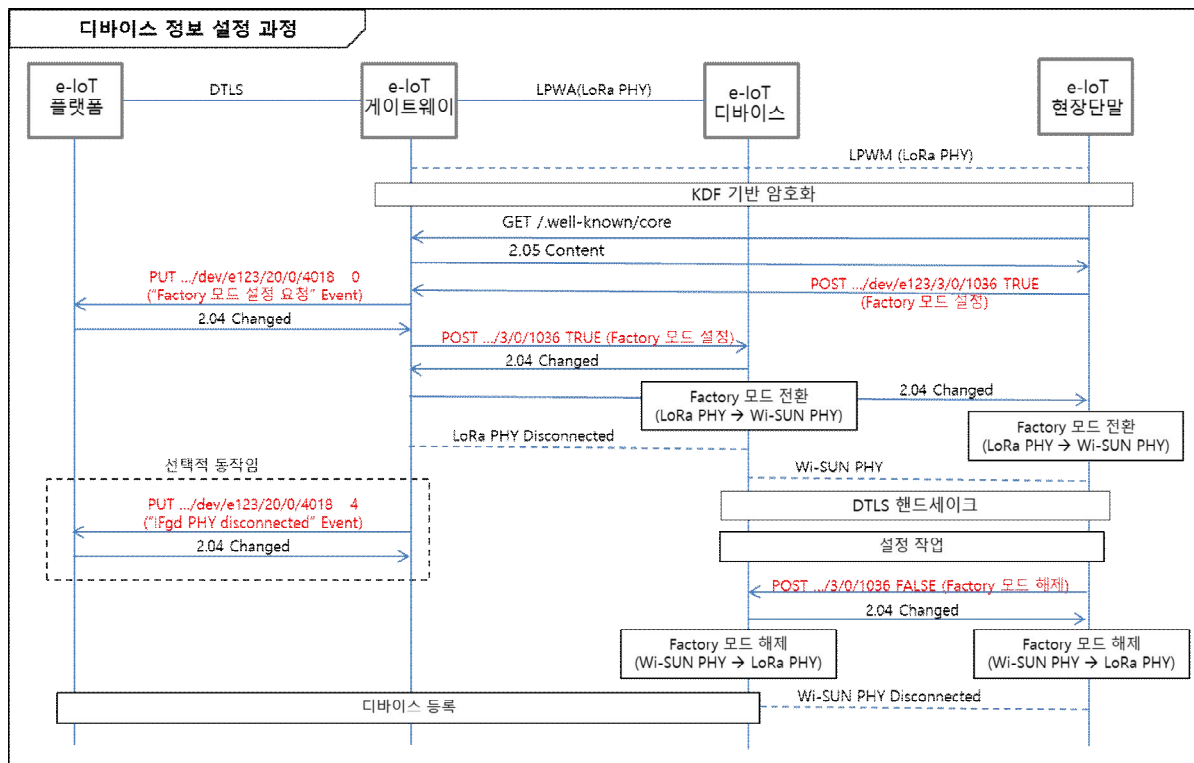 디바이스 정보 설정 과정
e-IoT
플랫폼
DTLS
e-IoT
게이트웨이
LPWA(LoRa PHY)
e-IoT
디바이스
e-IoT
현장단말
LPWM (LoRa PHY)
KDF 기반 암호화
GET /.well-known/core
2.05 Content
PUT .../dev/e123/20/0/4018 0
("Factory 모드 설정 요청" Event)
POST .../dev/e123/3/0/1036 TRUE
(Factory 모드 설정)
2.04 Changed
POST .../3/0/1036 TRUE (Factory 모드 설정)
2.04 Changed
Factory 모드 전환
(LoRa PHY → Wi-SUN PHY)
2.04 Changed
Factory 모드 전환
(LoRa PHY → Wi-SUN PHY)
LoRa PHY Disconnected
선택적 동작임
Wi-SUN PHY
PUT .../dev/e123/20/0/4018 4
("IFgd PHY disconnected" Event)
DTLS 핸드셰이크
2.04 Changed
설정 작업
POST .../3/0/1036 FALSE (Factory 모드 해제)
2.04 Changed
Factory 모드 해제
(Wi-SUN PHY → LoRa PHY)
Factory 모드 해제
(Wi-SUN PHY → LoRa PHY)
디바이스 등록
Wi-SUN PHY Disconnected